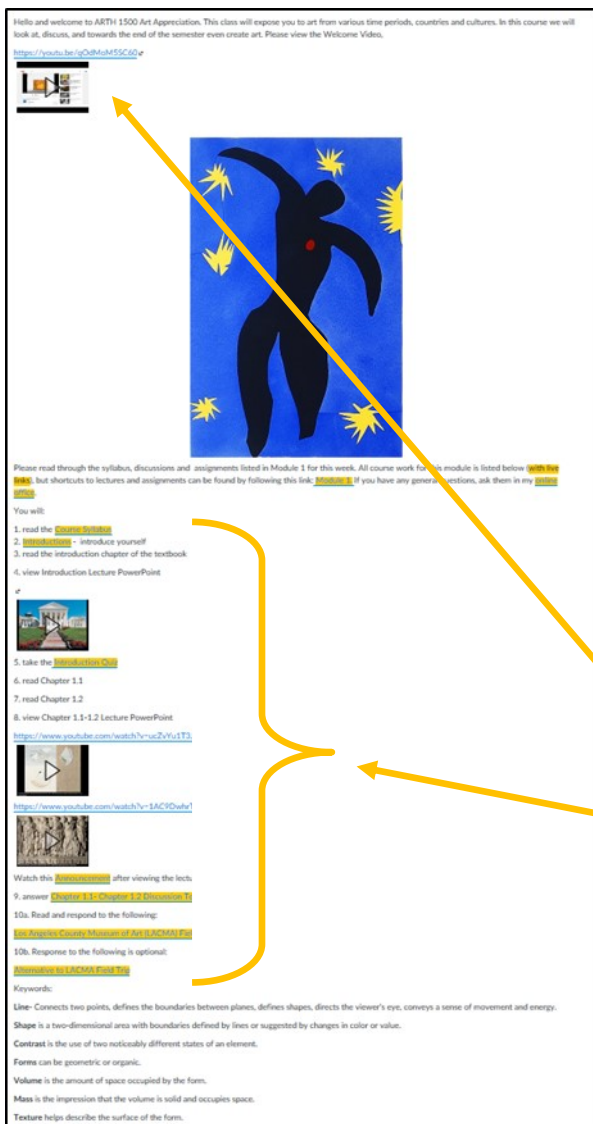 Hello and welcome to ARTH 1500 Art Appreciation. This class will expose you to art from various time periods, countries and cultures. In this course we will
look at, discuss, and towards the end of the semester even create art. Please view the Welcome Video,
Please read through the syllabus, discussions and assignments listed in Module 1 for this week. All course work for this module is listed below (with live
links), but shortcuts to lectures and assignments can be found by following this link: Module 1. If you have any general questions, ask them in my online
office.
You will:
1. read the Course Syllabus
2. Introductions - introduce yourself
3. read the introduction chapter of the textbook
4. view Introduction Lecture PowerPoint
5. take the Introduction Quiz
6. read Chapter 1.1
7. read Chapter 1.2
8. view Chapter 1.1-1.2 Lecture PowerPoint
Watch this Announcement after viewing the
9. answer Chapter 1.1- Chapter 1.2 Discussion
10a. Read and respond to the following:
Los Angeles County Museum of Art (LACMA)
10b. Response to the following is optional:
Alternative to LACMA Field Trip
Keywords:
Line- Connects two points, defines the boundaries between planes, defines shapes, directs the viewer's eye, conveys a sense of movement and energy.
Shape is a two-dimensional area with boundaries defined by lines or suggested by changes in color or value.
Contrast is the use of two noticeably different states of an element.
Forms can be geometric or organic.
Volume is the amount of space occupied by the form.
Mass is the impression that the volume is solid and occupies space.
Texture helps describe the surface of the form.